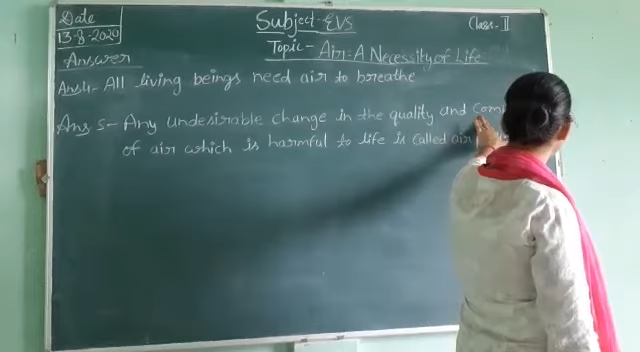 Date
13-8-2020
Subject-EVS
Class-II
Topic-Air:A Necessity of Life
Answer
Ans4-All living beings need air to breathe
Ans 5-Any undesirable change in the quality and
of air which is harmful to life is called air